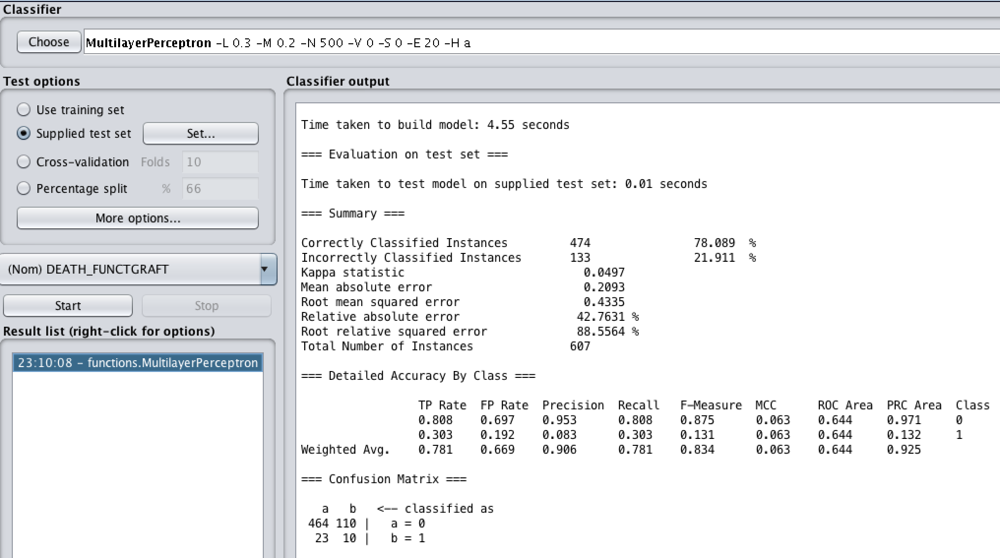 Classifier
Choose MultilayerPerceptron -L 0.3 -M 0.2 -N 500 -V 0 -S 0 -E 20 -H a
Test options
Use training set
Supplied test set Set...
Cross-validation Folds 10
Percentage split % 66
More options...
(Nom) DEATH_FUNCTGRAFT
Start Stop
Result list (right-click for options)
23:10:08 - functions.MultilayerPerceptron
Classifier output
Time taken to build model: 4.55 seconds
=== Evaluation on test set ===
Time taken to test model on supplied test set: 0.01 seconds
=== Summary ===
Correctly Classified Instances 474 78.089 %
Incorrectly Classified Instances 133 21.911 %
Kappa statistic 0.0497
Mean absolute error 0.2093
Root mean squared error 0.4335
Relative absolute error 42.7631 %
Root relative squared error 88.5564 %
Total Number of Instances 607
=== Detailed Accuracy By Class ===
TP Rate FP Rate Precision Recall F-Measure MCC ROC Area PRC Area Class
0.808 0.697 0.953 0.808 0.875 0.063 0.644 0.971 0
0.303 0.192 0.083 0.303 0.131 0.063 0.644 0.132 1
Weighted Avg. 0.781 0.669 0.906 0.781 0.834 0.063 0.644 0.925
=== Confusion Matrix ===
a b <-- classified as
464 110 | a = 0
23 10 | b = 1